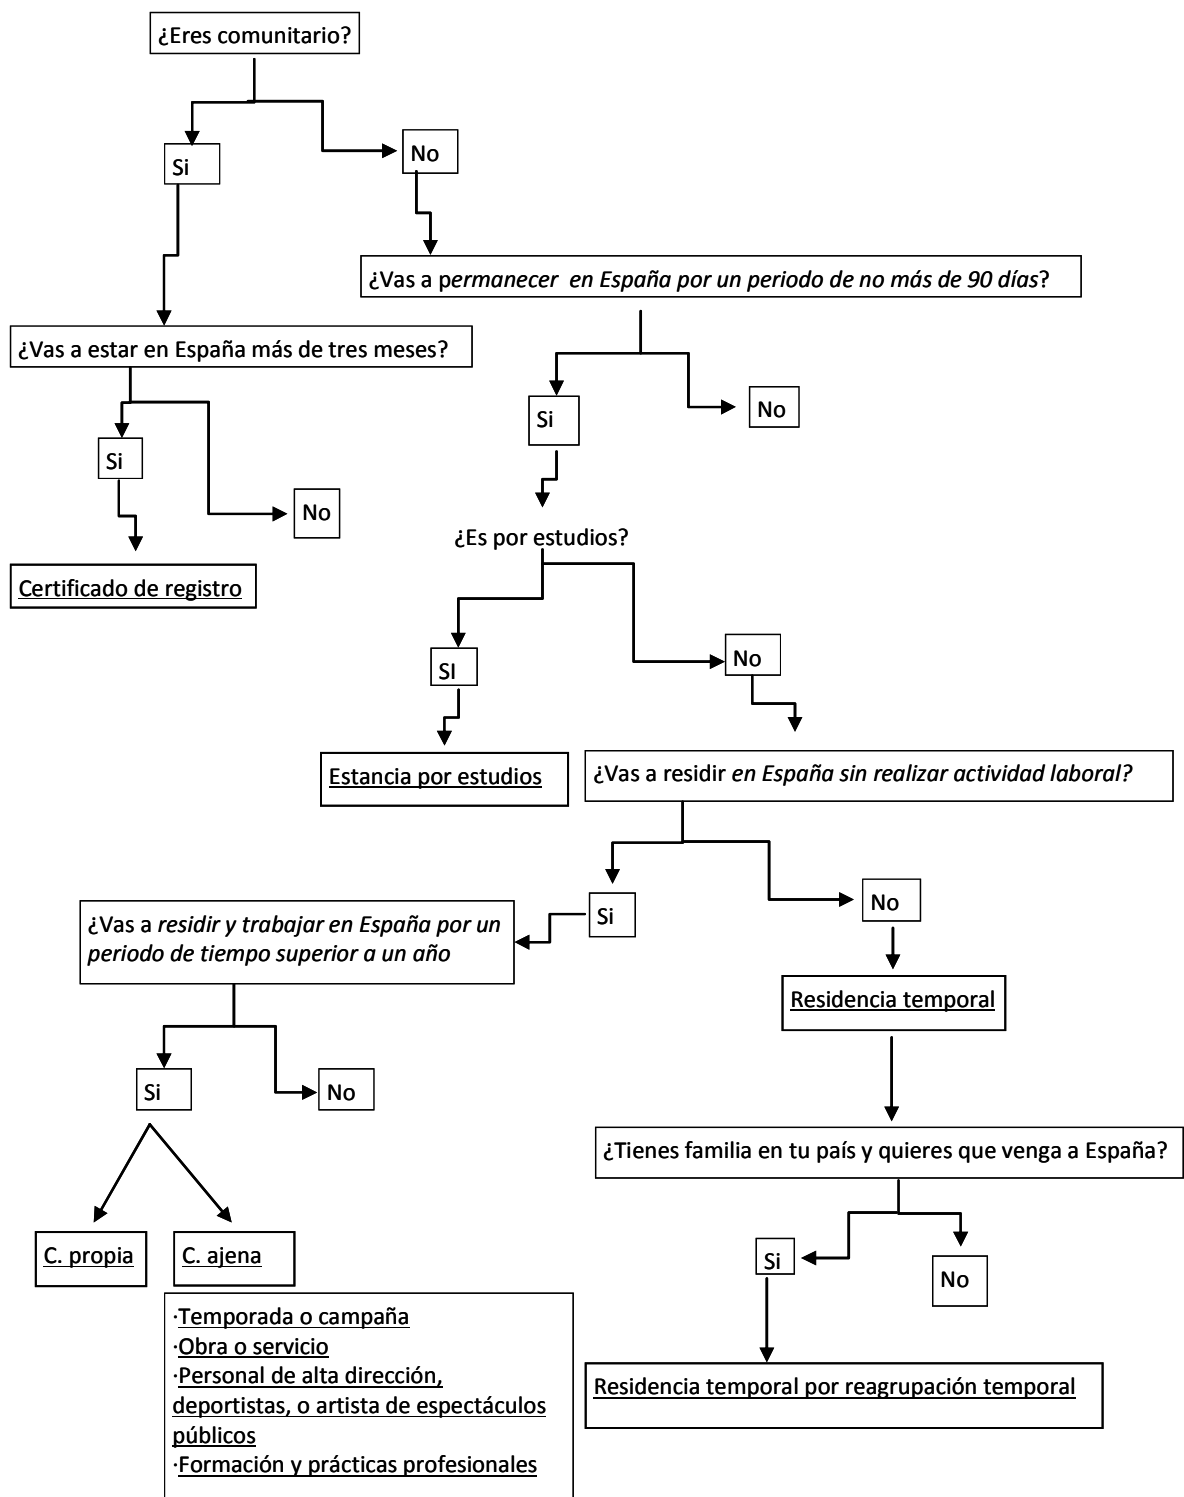 ¿Eres comunitario?
Si
No
¿Vas a permanecer en España por un periodo de no más de 90 días?
¿Vas a estar en España más de tres meses?
Si
No
Si
No
¿Es por estudios?
Certificado de registro
SI
No
Estancia por estudios
¿Vas a residir en España sin realizar actividad laboral?
Si
No
¿Vas a residir y trabajar en España por un
periodo de tiempo superior a un año
Residencia temporal
Si
No
¿Tienes familia en tu país y quieres que venga a España?
C. propia
C. ajena
Si
No
·Temporada o campaña
·Obra o servicio
·Personal de alta dirección,
deportistas, o artista de espectáculos
públicos
·Formación y prácticas profesionales
Residencia temporal por reagrupación temporal